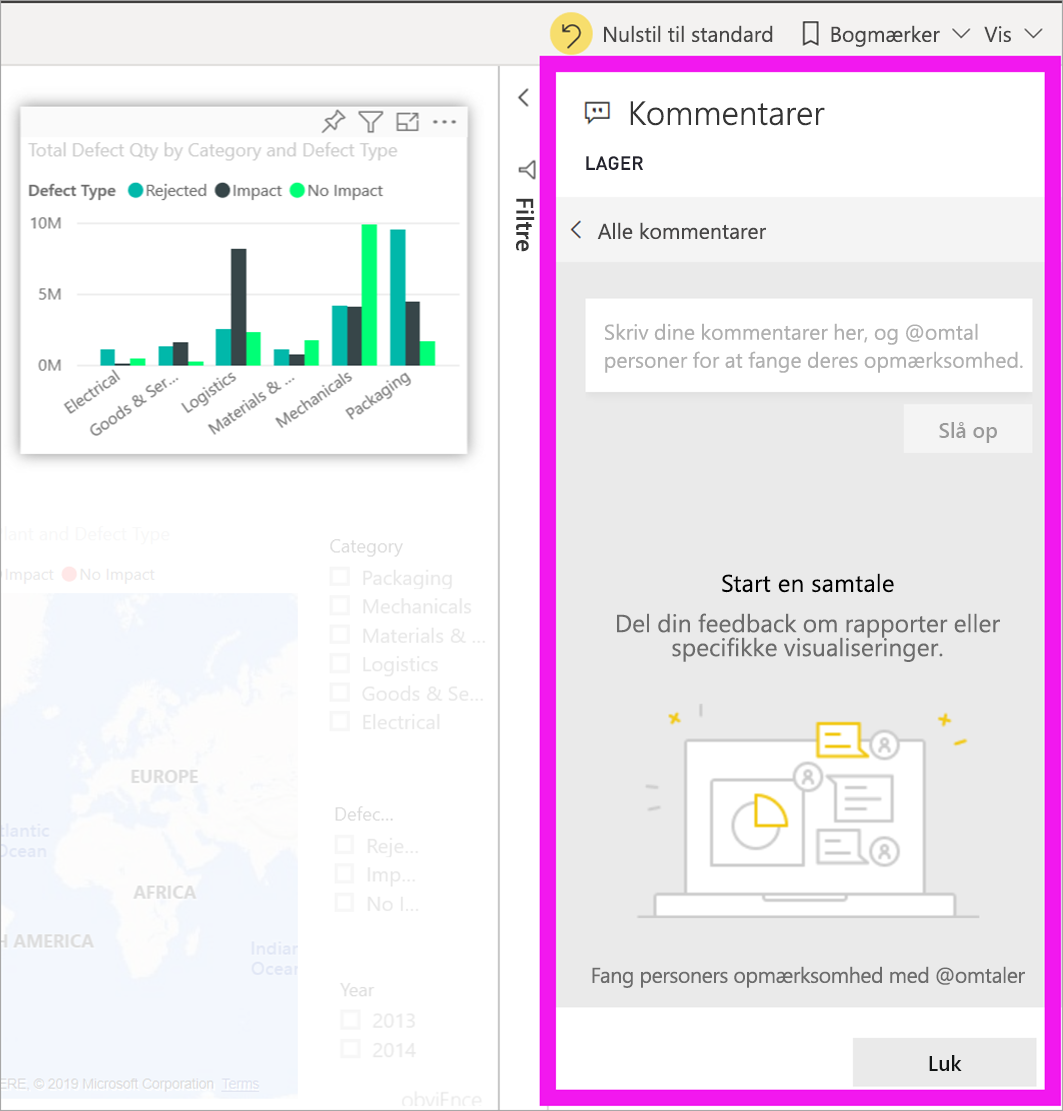 Nulstil til standard
Bogmærker
Vis
Total Defect Qty by Category and Defect Type
Defect Type Rejected Impact No Impact
10M
5M
0M
Electrical
Goods & Ser...
Logistics
Materials & ...
Mechanicals
Packaging
Plant and Defect Type
Impact No Impact
EUROPE
Atlantic
Ocean
AFRICA
H AMERICA
Indian
Ocean
HERE, © 2019 Microsoft Corporation Terms
Category
Packaging
Mechanicals
Materials & ...
Logistics
Goods & Se...
Electrical
Defec...
Reje...
Imp...
No I...
Year
2013
2014
obviEnce
Filtre
Kommentarer
LAGER
Alle kommentarer
Skriv dine kommentarer her, og @omtal
personer for at fange deres opmærksomhed.
Slå op
Start en samtale
Del din feedback om rapporter eller
specifikke visualiseringer.
Fang personers opmærksomhed med @omtaler
Luk